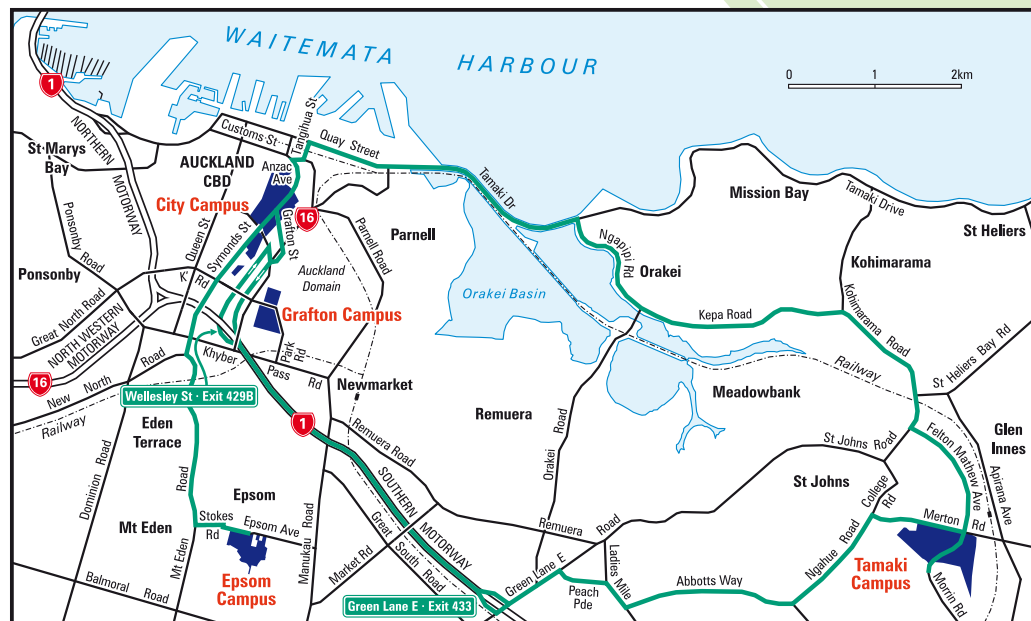 WAITEMATA
HARBOUR
0 1 2km
1
NORTHERN
MOTORWAY
St Marys
Bay
Customs St
Tangihua St
Quay Street
AUCKLAND
CBD
Anzac
Ave
City Campus
16
Grafton St
Queen St
Symonds St
K' Rd
Ponsonby
Road
Ponsonby
Great North Road
NORTH WESTERN
MOTORWAY
16
New North Road
Railway
Parnell
Parnell Road
Auckland
Domain
Grafton Campus
Park
Rd
Khyber
Pass
Rd
Newmarket
Wellesley St · Exit 429B
1
Tamaki Dr
Ngapipi
Rd
Orakei
Orakei Basin
Mission Bay
Tamaki Drive
St Heliers
Kohimarama
Kepa Road
Kohimarama
Road
Railway
St Heliers Bay Rd
Meadowbank
Remuera
Orakei Road
Remuera Road
SOUTHERN
MOTORWAY
Great
South
Road
Market Rd
Eden
Terrace
Dominion Road
Mt Eden
Road
Mt Eden
Epsom
Stokes
Rd
Epsom Ave
Manukau Road
Epsom
Campus
Balmoral Road
Green Lane E · Exit 433
Green Lane E
Remuera Road
Peach
Pde
Ladies Mile
Abbotts Way
Ngahue Road
College
Rd
St Johns Road
St Johns
Felton Mathew Ave
Glen
Innes
Apirana Ave
Merton Rd
Tamaki
Campus
Morrin Rd